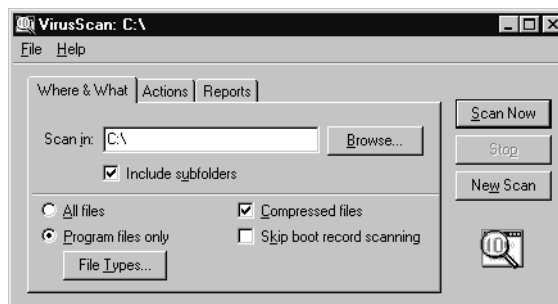 VirusScan: C:\
File Help
Where & What Actions Reports
Scan in: C:\ Browse...
Include subfolders
All files
Program files only
Compressed files
Skip boot record scanning
File Types...
Scan Now
Stop
New Scan